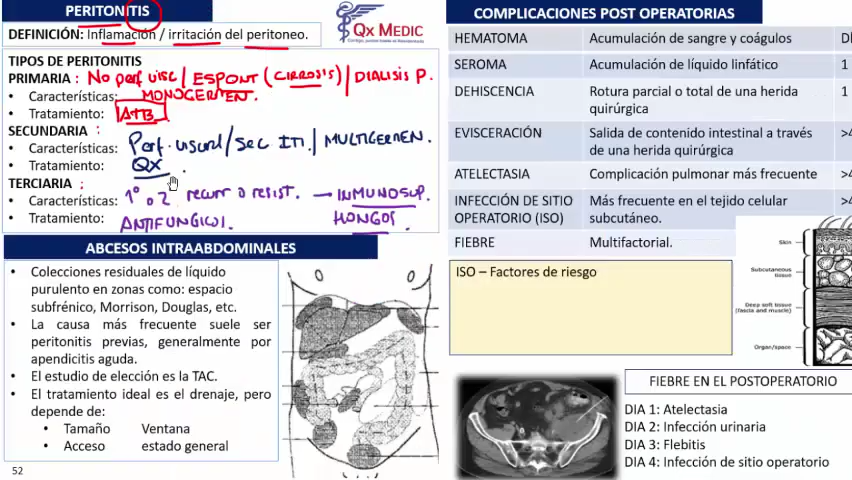 PERITONITIS
DEFINICIÓN: Inflamación / irritación del peritoneo.
Qx MEDIC
TIPOS DE PERITONITIS
PRIMARIA: No perf visc / ESPONT (CIRROSIS) / DIALISIS P.
• Características: MONOGERMEN.
• Tratamiento: ATB
SECUNDARIA :
• Características: Perf. visceral / Sec ITI / MULTIGERMEN.
• Tratamiento: QX.
TERCIARIA :
• Características: 1° o 2 recurr o resist. → INMUNOSUP.
• Tratamiento: ANTIFUNGICOS. HONGOS.
ABCESOS INTRAABDOMINALES
• Colecciones residuales de líquido
purulento en zonas como: espacio
subfrénico, Morrison, Douglas, etc.
• La causa más frecuente suele ser
peritonitis previas, generalmente por
apendicitis aguda.
• El estudio de elección es la TAC.
• El tratamiento ideal es el drenaje, pero
depende de:
• Tamaño Ventana
• Acceso estado general
52
COMPLICACIONES POST OPERATORIAS
HEMATOMA Acumulación de sangre y coágulos
SEROMA Acumulación de líquido linfático 1
DEHISCENCIA Rotura parcial o total de una herida 1
quirúrgica
EVISCERACIÓN Salida de contenido intestinal a través >4
de una herida quirúrgica
ATELECTASIA Complicación pulmonar más frecuente >4
INFECCIÓN DE SITIO Más frecuente en el tejido celular >4
OPERATORIO (ISO) subcutáneo.
FIEBRE Multifactorial.
ISO – Factores de riesgo
Skin
Subcutaneous
tissue
Deep soft tissue
(fascia and muscle)
Organ/space
FIEBRE EN EL POSTOPERATORIO
DIA 1: Atelectasia
DIA 2: Infección urinaria
DIA 3: Flebitis
DIA 4: Infección de sitio operatorio